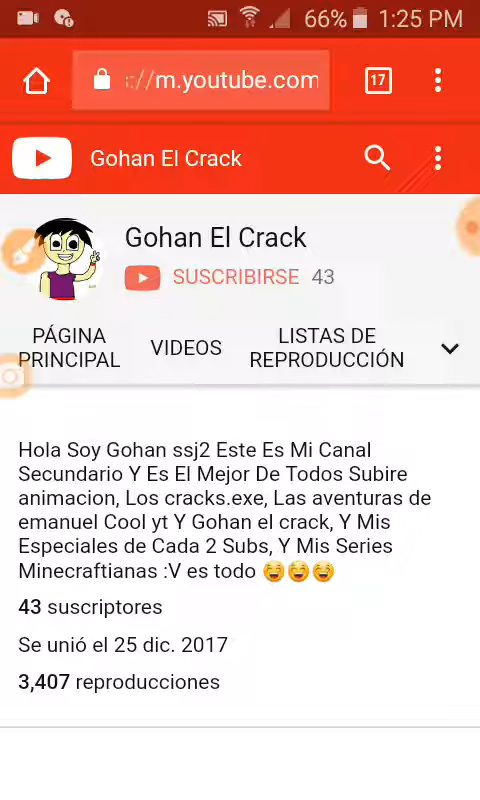 66% 1:25 PM
://m.youtube.com 17
Gohan El Crack
Gohan El Crack
SUSCRIBIRSE 43
PÁGINA PRINCIPAL
VIDEOS
LISTAS DE REPRODUCCIÓN
Hola Soy Gohan ssj2 Este Es Mi Canal
Secundario Y Es El Mejor De Todos Subire
animacion, Los cracks.exe, Las aventuras de
emanuel Cool yt Y Gohan el crack, Y Mis
Especiales de Cada 2 Subs, Y Mis Series
Minecraftianas :V es todo 😁😁😁
43 suscriptores
Se unió el 25 dic. 2017
3,407 reproducciones